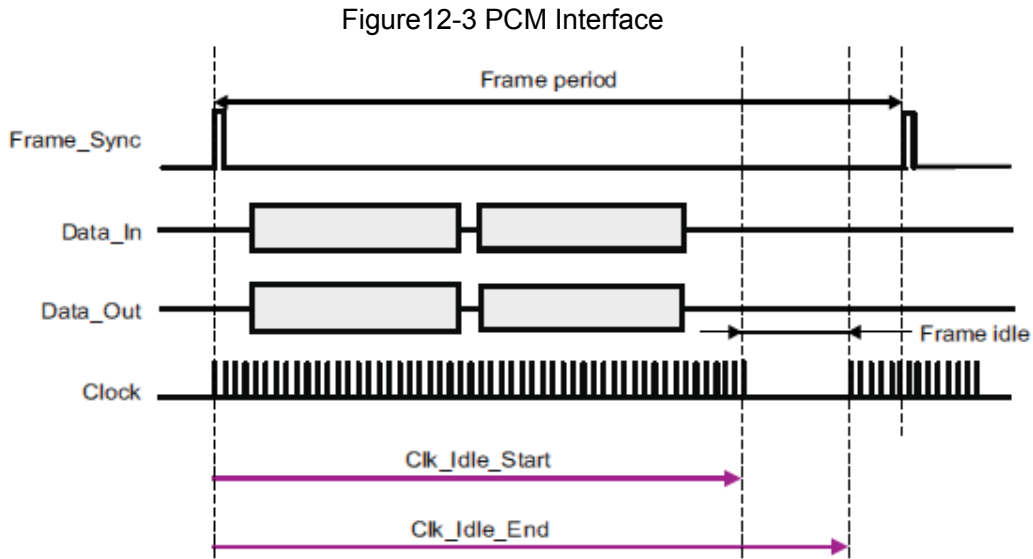 Figure12-3 PCM Interface
Frame period
Frame_Sync
Data_In
Data_Out
Frame idle
Clock
Clk_Idle_Start
Clk_Idle_End